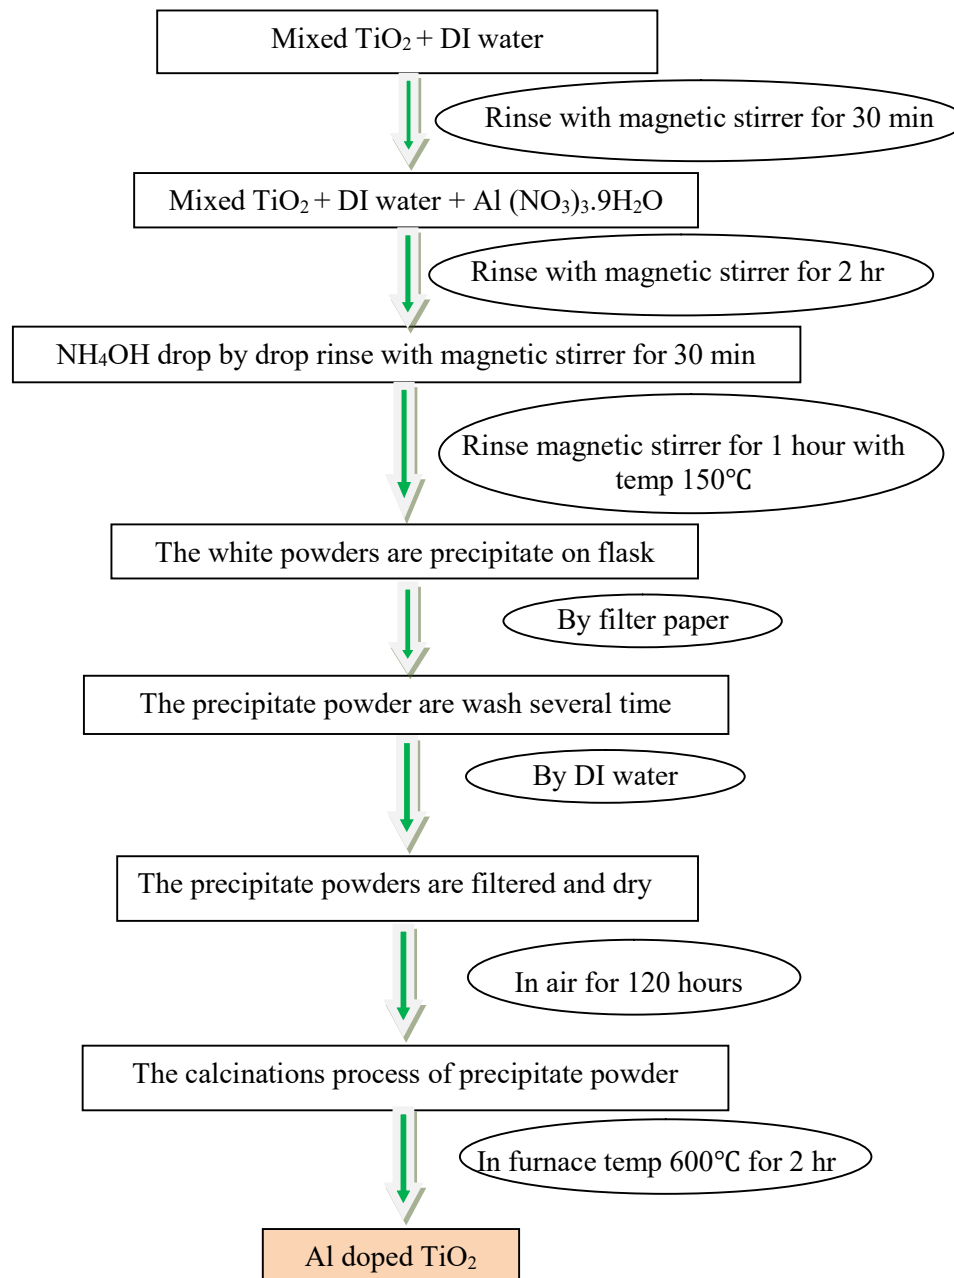 Mixed TiO₂ + DI water
Rinse with magnetic stirrer for 30 min
Mixed TiO₂ + DI water + Al (NO₃)₃.9H₂O
Rinse with magnetic stirrer for 2 hr
NH₄OH drop by drop rinse with magnetic stirrer for 30 min
Rinse magnetic stirrer for 1 hour with
temp 150℃
The white powders are precipitate on flask
By filter paper
The precipitate powder are wash several time
By DI water
The precipitate powders are filtered and dry
In air for 120 hours
The calcinations process of precipitate powder
In furnace temp 600℃ for 2 hr
Al doped TiO₂